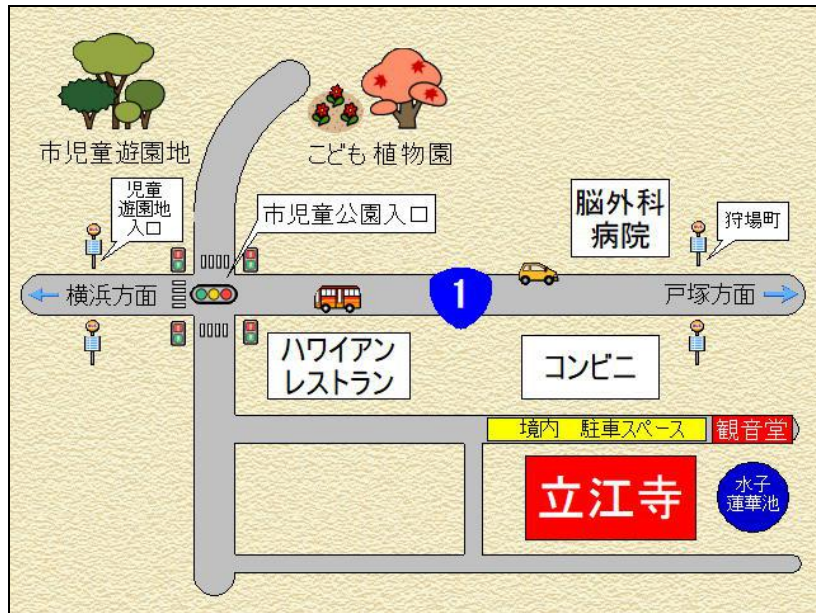 市児童遊園地
こども植物園
児童
遊園地
入口
市児童公園入口
脳外科
病院
狩場町
横浜方面
1
戸塚方面
ハワイアン
レストラン
コンビニ
境内 駐車スペース
観音堂
立江寺
水子
蓮華池